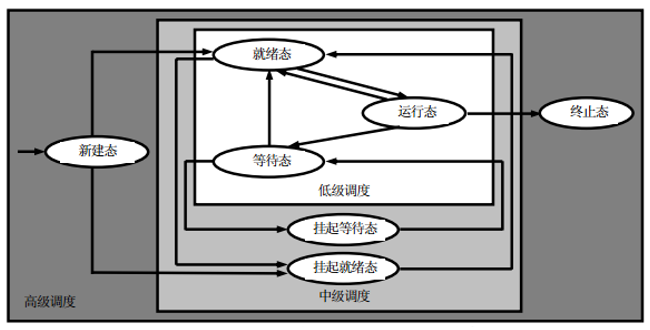 就绪态
运行态
终止态
新建态
等待态
低级调度
挂起等待态
挂起就绪态
高级调度
中级调度